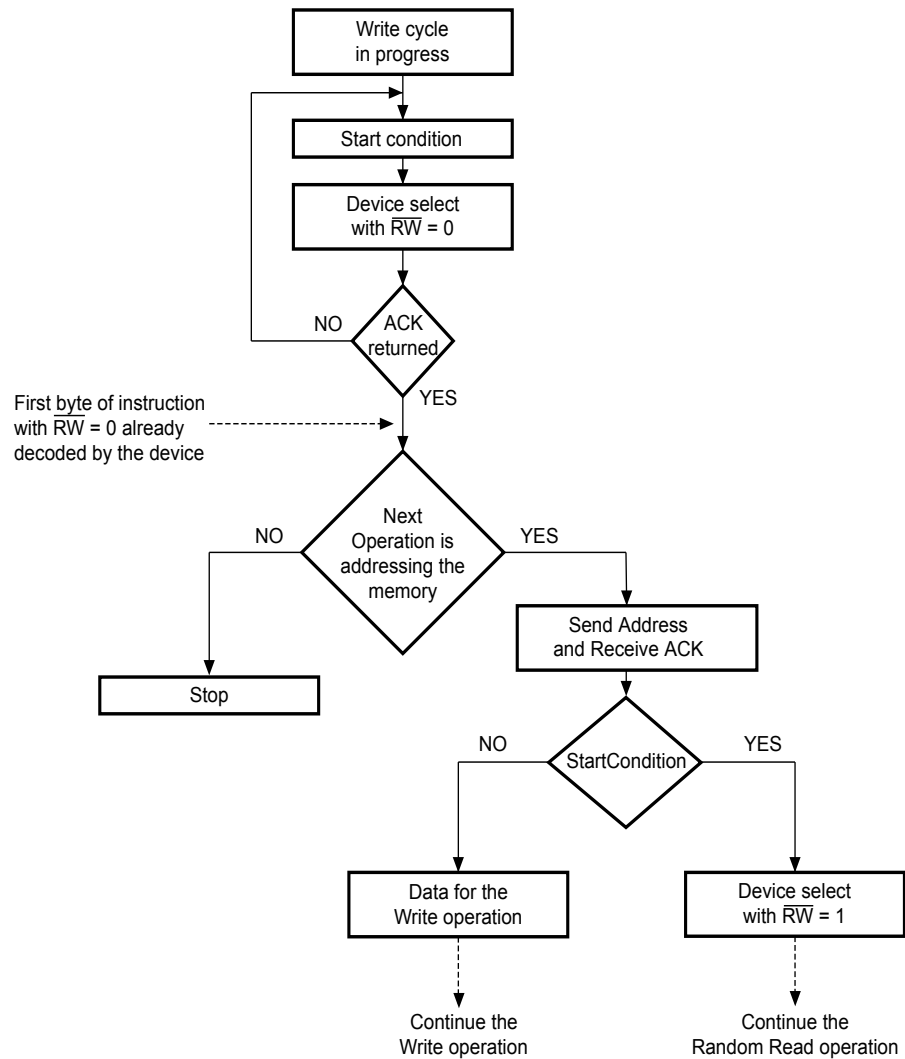 Write cycle
in progress
Start condition
Device select
with RW = 0
NO
ACK
returned
YES
First byte of instruction
with RW = 0 already
decoded by the device
NO
Next
Operation is
addressing the
memory
YES
Send Address
and Receive ACK
Stop
NO
StartCondition
YES
Data for the
Write operation
Device select
with RW = 1
Continue the
Write operation
Continue the
Random Read operation